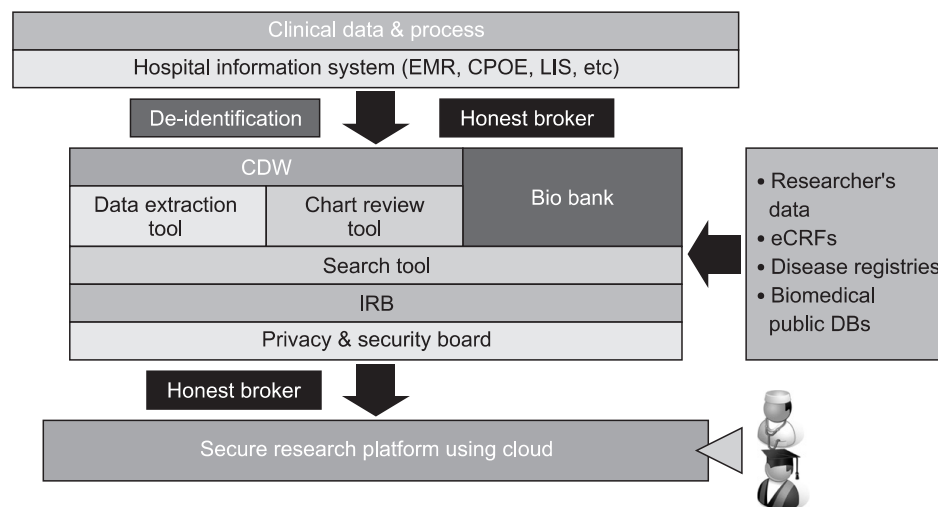 Clinical data & process
Hospital information system (EMR, CPOE, LIS, etc)
De-identification
Honest broker
CDW
Bio bank
Data extraction
tool
Chart review
tool
Search tool
IRB
Privacy & security board
• Researcher's
data
• eCRFs
• Disease registries
• Biomedical
public DBs
Honest broker
Secure research platform using cloud